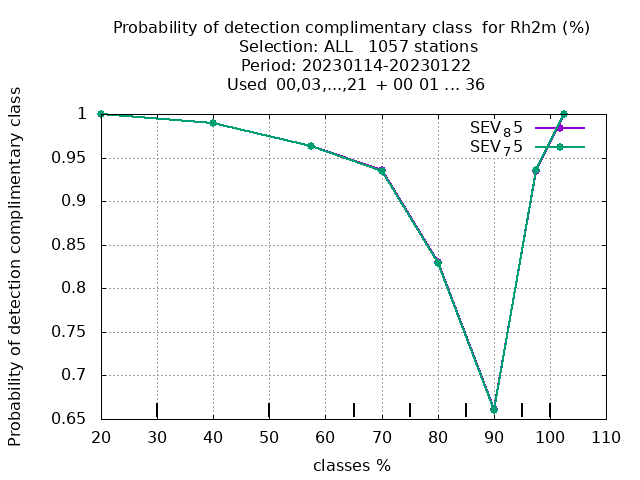 Probability of detection complimentary class for Rh2m (%)
Selection: ALL 1057 stations
Period: 20230114-20230122
Used 00,03,...,21 + 00 01 ... 36
Probability of detection complimentary class
SEV₈5
SEV₇5
1
0.95
0.9
0.85
0.8
0.75
0.7
0.65
20 30 40 50 60 70 80 90 100 110
classes %